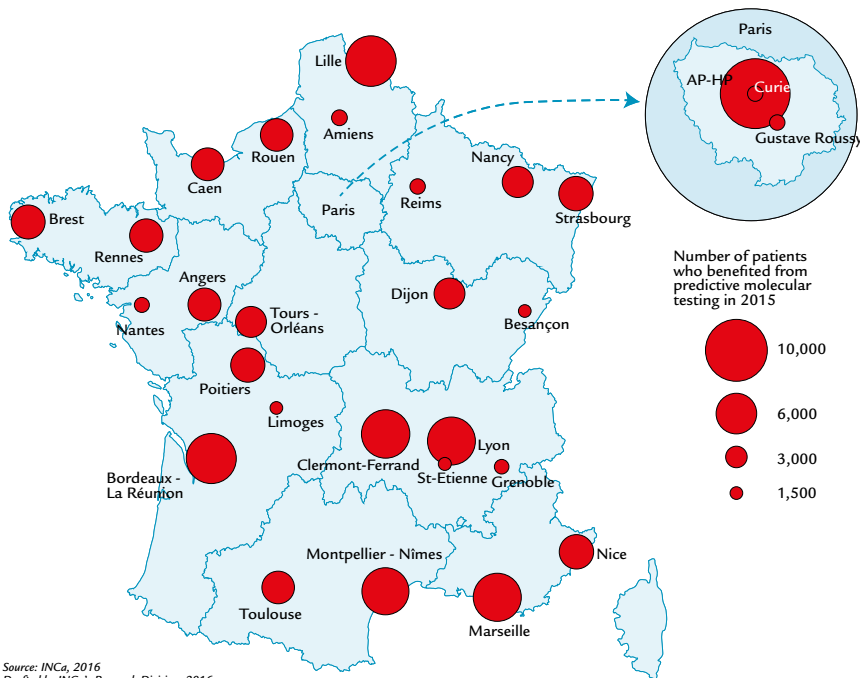 Paris
Lille
AP-HP
Curie
Amiens
Gustave Roussy
Rouen
Nancy
Caen
Reims
Paris
Strasbourg
Brest
Rennes
Number of patients
who benefited from
predictive molecular
testing in 2015
Angers
Dijon
Tours -
Orléans
Nantes
Besançon
10,000
Poitiers
6,000
Limoges
Lyon
Clermont-Ferrand
3,000
Bordeaux -
La Réunion
St-Etienne
Grenoble
1,500
Montpellier - Nîmes
Nice
Toulouse
Marseille
Source: INCa, 2016